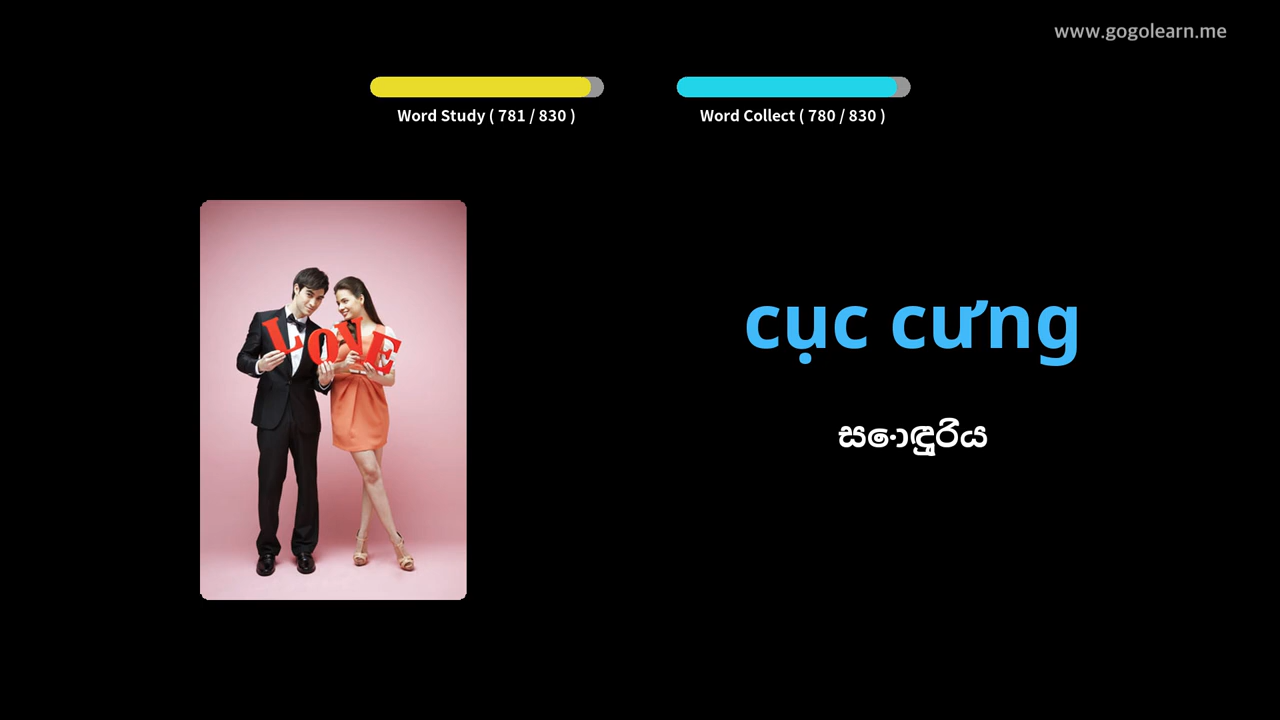 www.gogolearn.me
Word Study ( 781 / 830 )
Word Collect ( 780 / 830 )
LOVE
cục cưng
සොඳුරිය